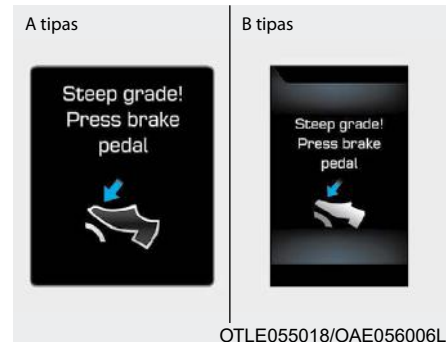 A tipas
Steep grade!
Press brake
pedal
B tipas
Steep grade!
Press brake
pedal
OTLE055018/OAE056006L